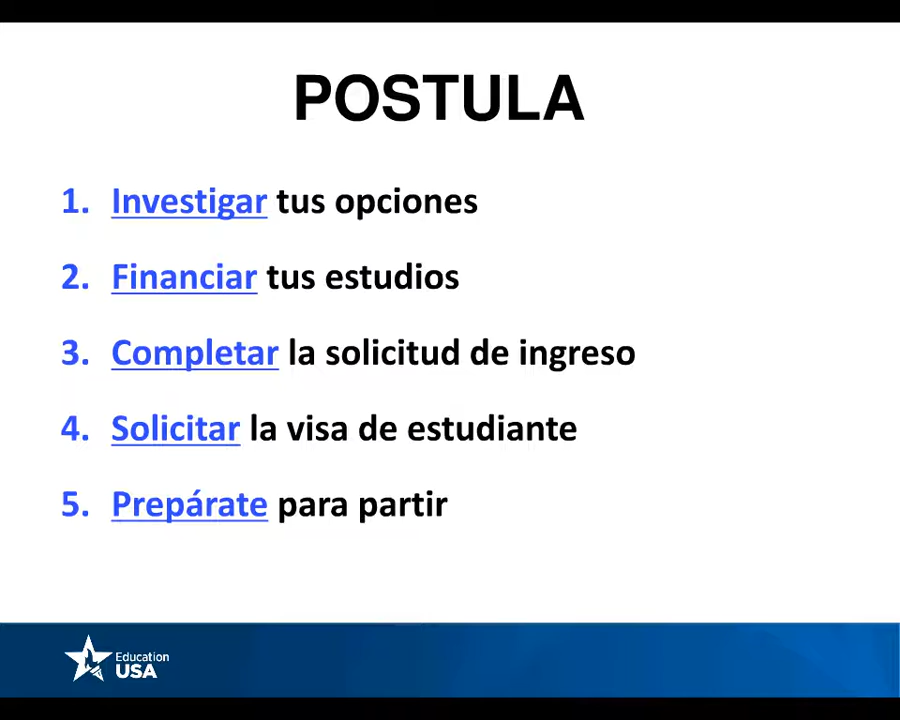 POSTULA
1. Investigar tus opciones
2. Financiar tus estudios
3. Completar la solicitud de ingreso
4. Solicitar la visa de estudiante
5. Prepárate para partir
Education
USA